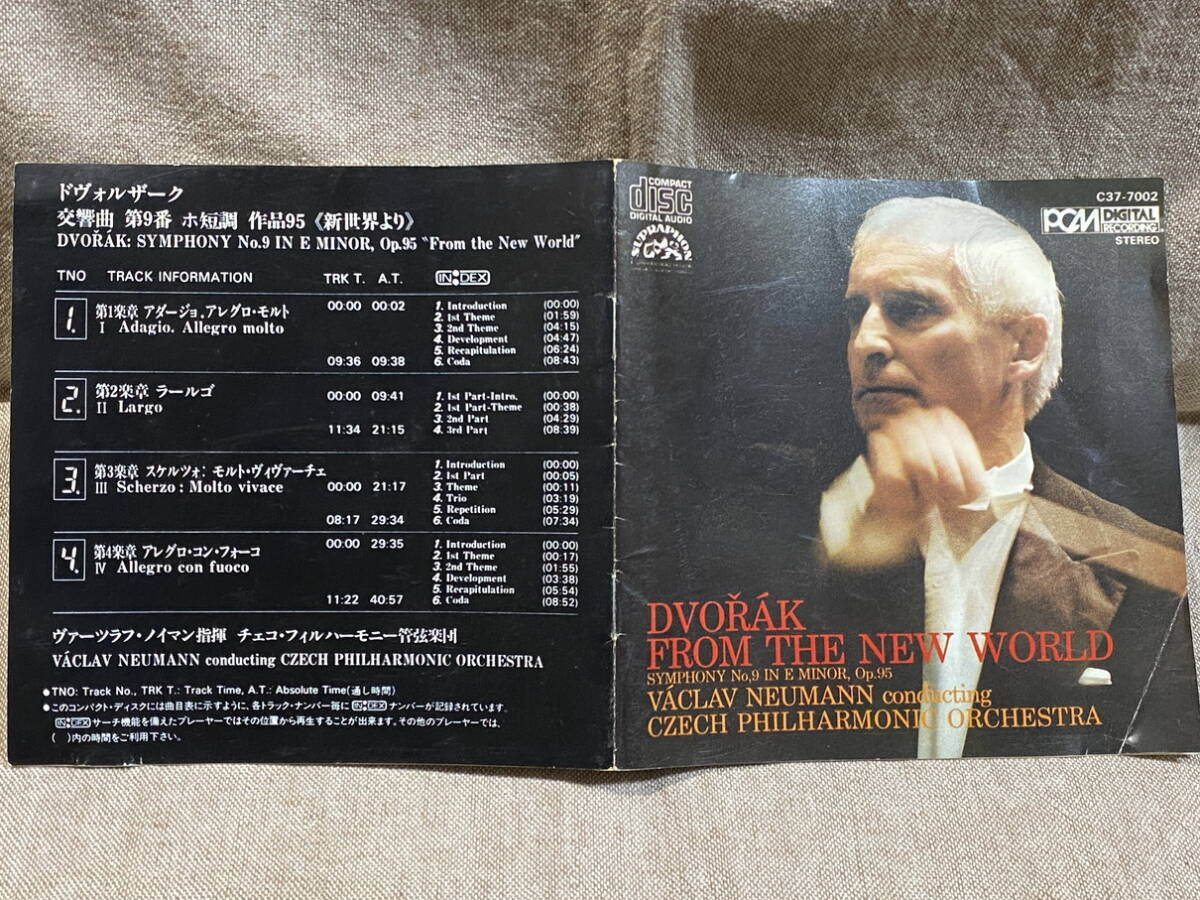 ドヴォルザーク
交響曲 第9番 ホ短調 作品95《新世界より》
DVOŘÁK: SYMPHONY No.9 IN E MINOR, Op.95 "From the New World"
TNO TRACK INFORMATION TRK T. A.T. INDEX
1. 第1楽章 アダージョ、アレグロ・モルト 00:00 00:02
I Adagio. Allegro molto
09:36 09:38
1. Introduction (00:00)
2. 1st Theme (01:59)
3. 2nd Theme (04:15)
4. Development (04:47)
5. Recapitulation (06:24)
6. Coda (08:43)
2. 第2楽章 ラールゴ 00:00 09:41
II Largo
11:34 21:15
1. 1st Part-Intro. (00:00)
2. 1st Part-Theme (00:38)
3. 2nd Part (04:29)
4. 3rd Part (08:39)
3. 第3楽章 スケルツォ: モルト・ヴィヴァーチェ
III Scherzo: Molto vivace 00:00 21:17
08:17 29:34
1. Introduction (00:00)
2. 1st Part (00:05)
3. Theme (00:11)
4. Trio (03:19)
5. Repetition (05:29)
6. Coda (07:34)
4. 第4楽章 アレグロ・コン・フォーコ 00:00 29:35
IV Allegro con fuoco
11:22 40:57
1. Introduction (00:00)
2. 1st Theme (00:17)
3. 2nd Theme (01:55)
4. Development (03:38)
5. Recapitulation (05:54)
6. Coda (08:52)
ヴァーツラフ・ノイマン指揮 チェコ・フィルハーモニー管弦楽団
VÁCLAV NEUMANN conducting CZECH PHILHARMONIC ORCHESTRA
●TNO: Track No., TRK T.: Track Time, A.T.: Absolute Time(通し時間)
●このコンパクト・ディスクには曲目表に示すように、各トラック・ナンバー毎にINDEXナンバーが記録されています。
INDEXサーチ機能を備えたプレーヤーではその位置から再生することが出来ます。その他のプレーヤーでは、
( )内の時間をご利用下さい。
COMPACT
disc
DIGITAL AUDIO
SUPRAPHON
C37-7002
PCM DIGITAL RECORDING
STEREO
DVOŘÁK
FROM THE NEW WORLD
SYMPHONY No,9 IN E MINOR, Op.95
VÁCLAV NEUMANN conducting
CZECH PHILHARMONIC ORCHESTRA